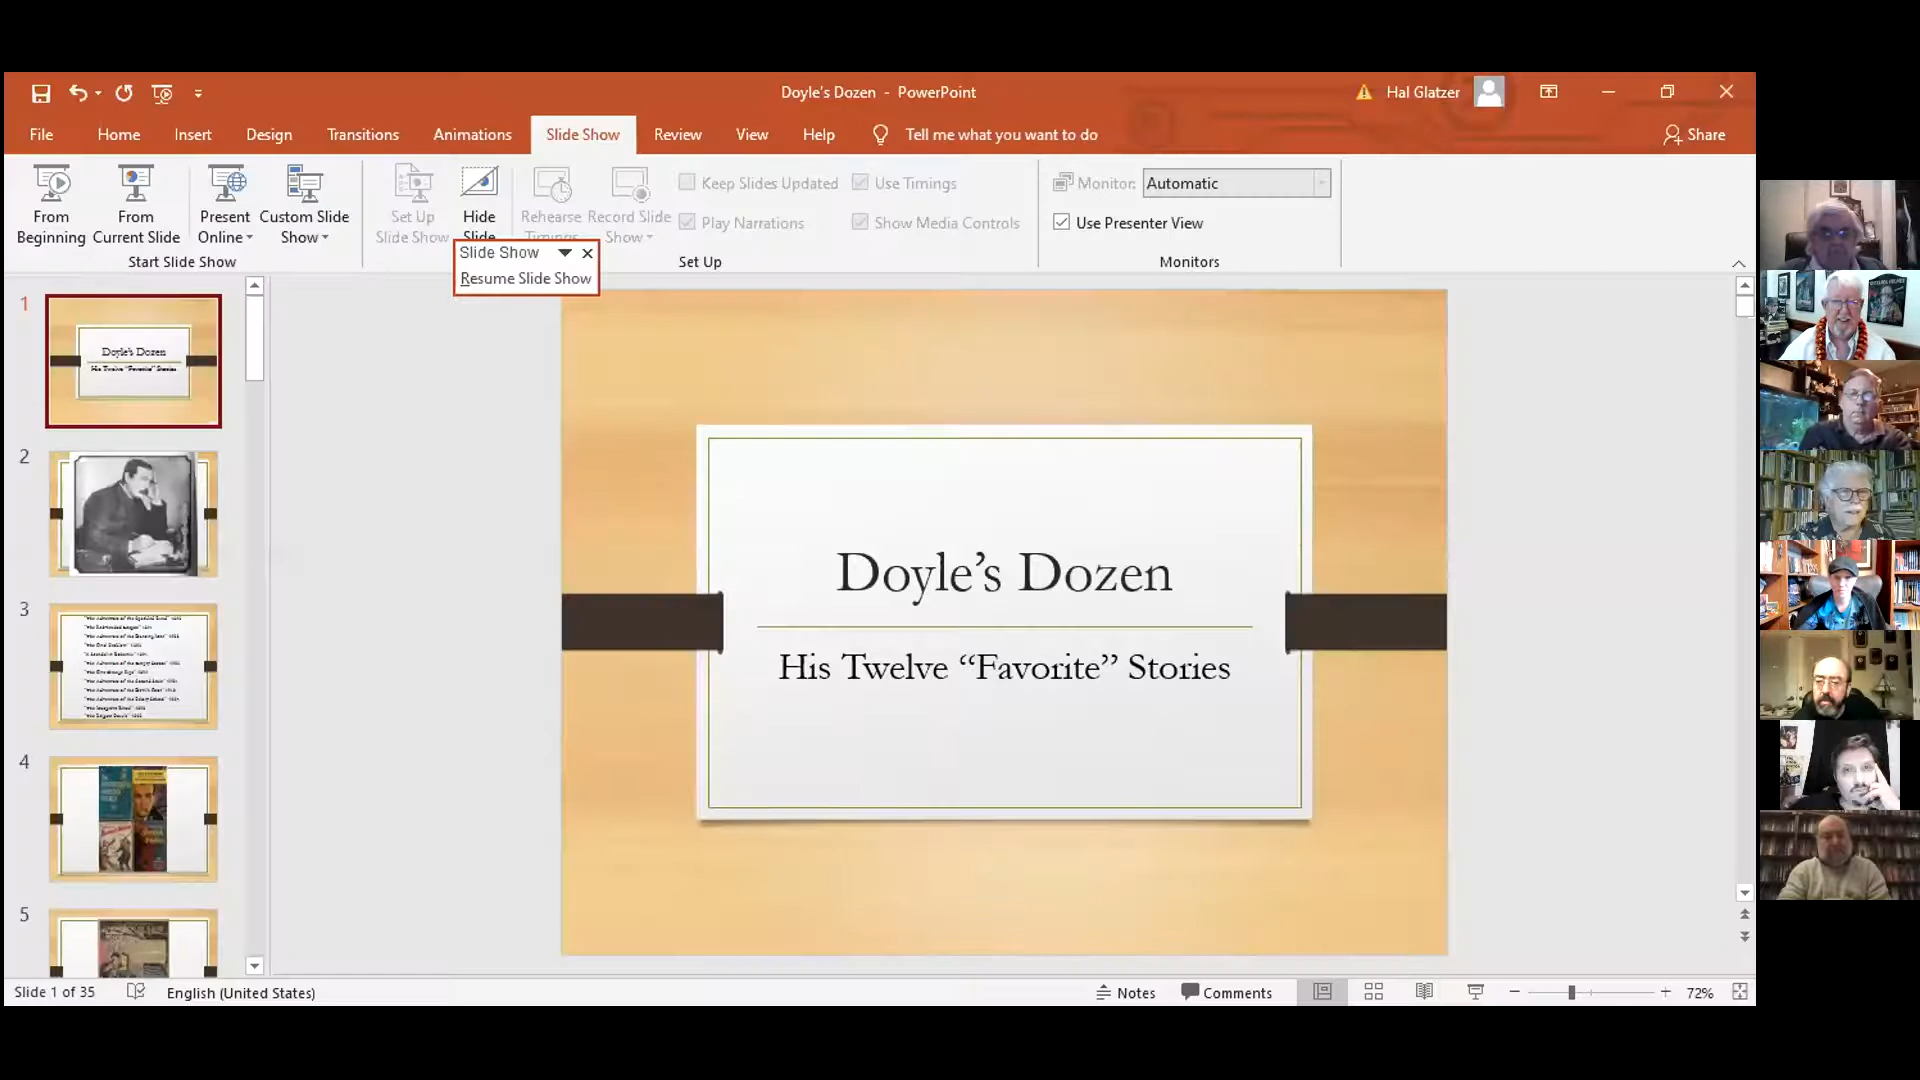 Doyle's Dozen - PowerPoint
Hal Glatzer
File Home Insert Design Transitions Animations Slide Show Review View Help Tell me what you want to do Share
From Beginning
From Current Slide
Present Online
Custom Slide Show
Start Slide Show
Set Up Slide Show
Hide Slide
Rehearse Timings
Record Slide Show
Keep Slides Updated
Play Narrations
Use Timings
Show Media Controls
Set Up
Monitor: Automatic
Use Presenter View
Monitors
Slide Show
Resume Slide Show
1
Doyle's Dozen
His Twelve "Favorite" Stories
2
3
4
5
Doyle’s Dozen
His Twelve “Favorite” Stories
Slide 1 of 35
English (United States)
Notes
Comments
72%